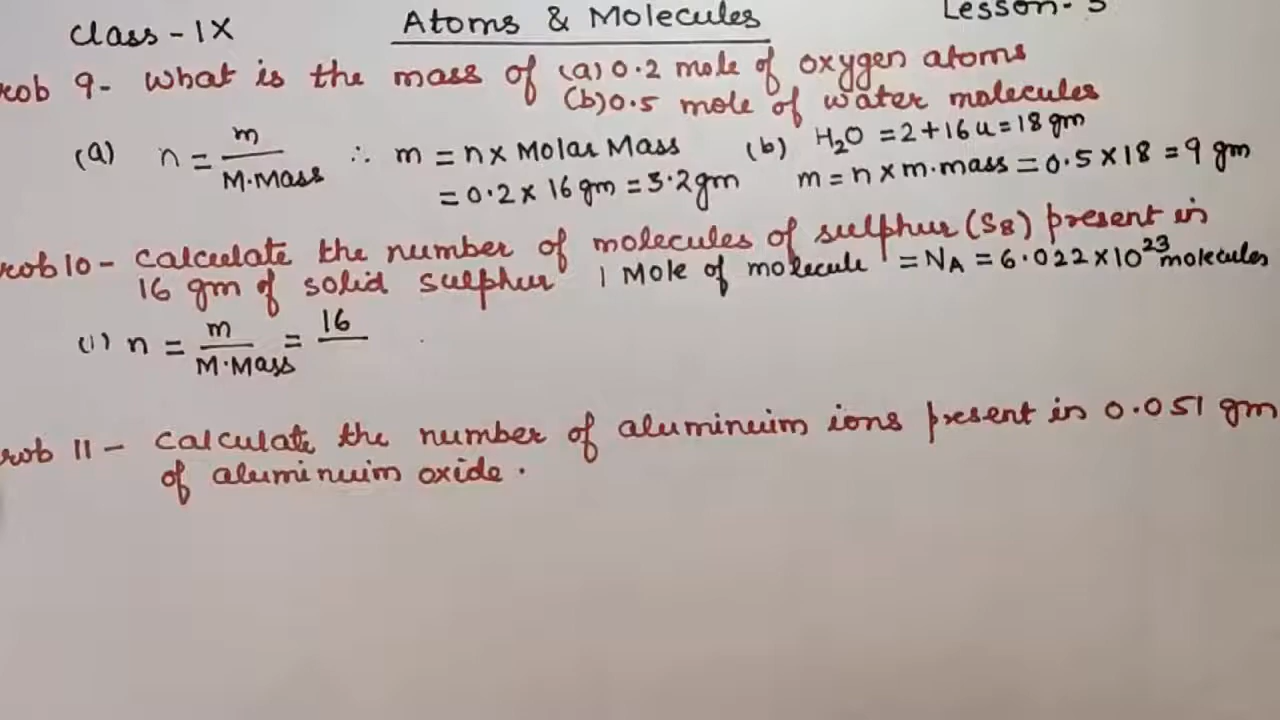 Class - IX
Atoms & Molecules
Lesson - 3
rob 9- What is the mass of (a) 0.2 mole of oxygen atoms
(b) 0.5 mole of water molecules
(a) n = m / M.Mass ∴ m = n × Molar Mass
= 0.2 × 16 gm = 3.2 gm
(b) H₂O = 2 + 16 u = 18 gm
m = n × m.mass = 0.5 × 18 = 9 gm
rob 10 - Calculate the number of molecules of sulphur (S8) present in
16 gm of solid sulphur 1 Mole of molecule = NA = 6.022 × 10²³ molecules
(1) n = m / M.Mass = 16
rob 11 - Calculate the number of aluminium ions present in 0.051 gm
of aluminium oxide.